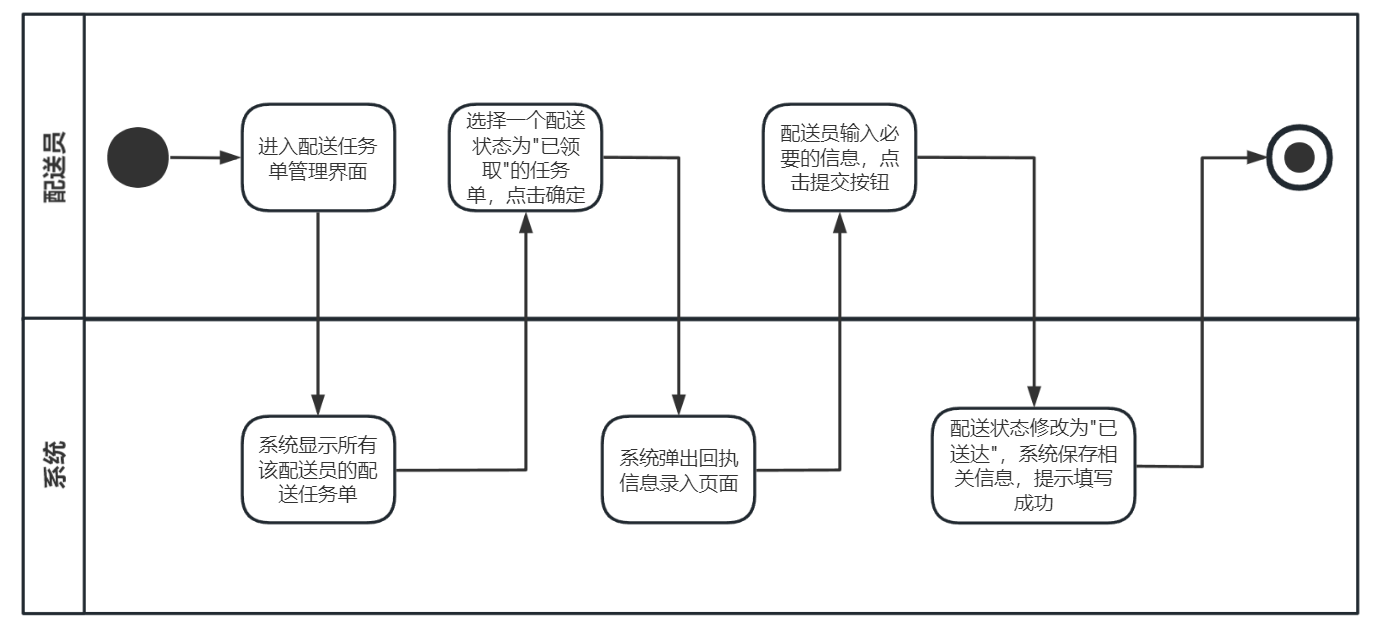 配送员
进入配送任务
单管理界面
选择一个配送
状态为"已领
取"的任务
单，点击确定
配送员输入必
要的信息，点
击提交按钮
系统
系统显示所有
该配送员的配
送任务单
系统弹出回执
信息录入页面
配送状态修改为"已
送达"，系统保存相
关信息，提示填写
成功